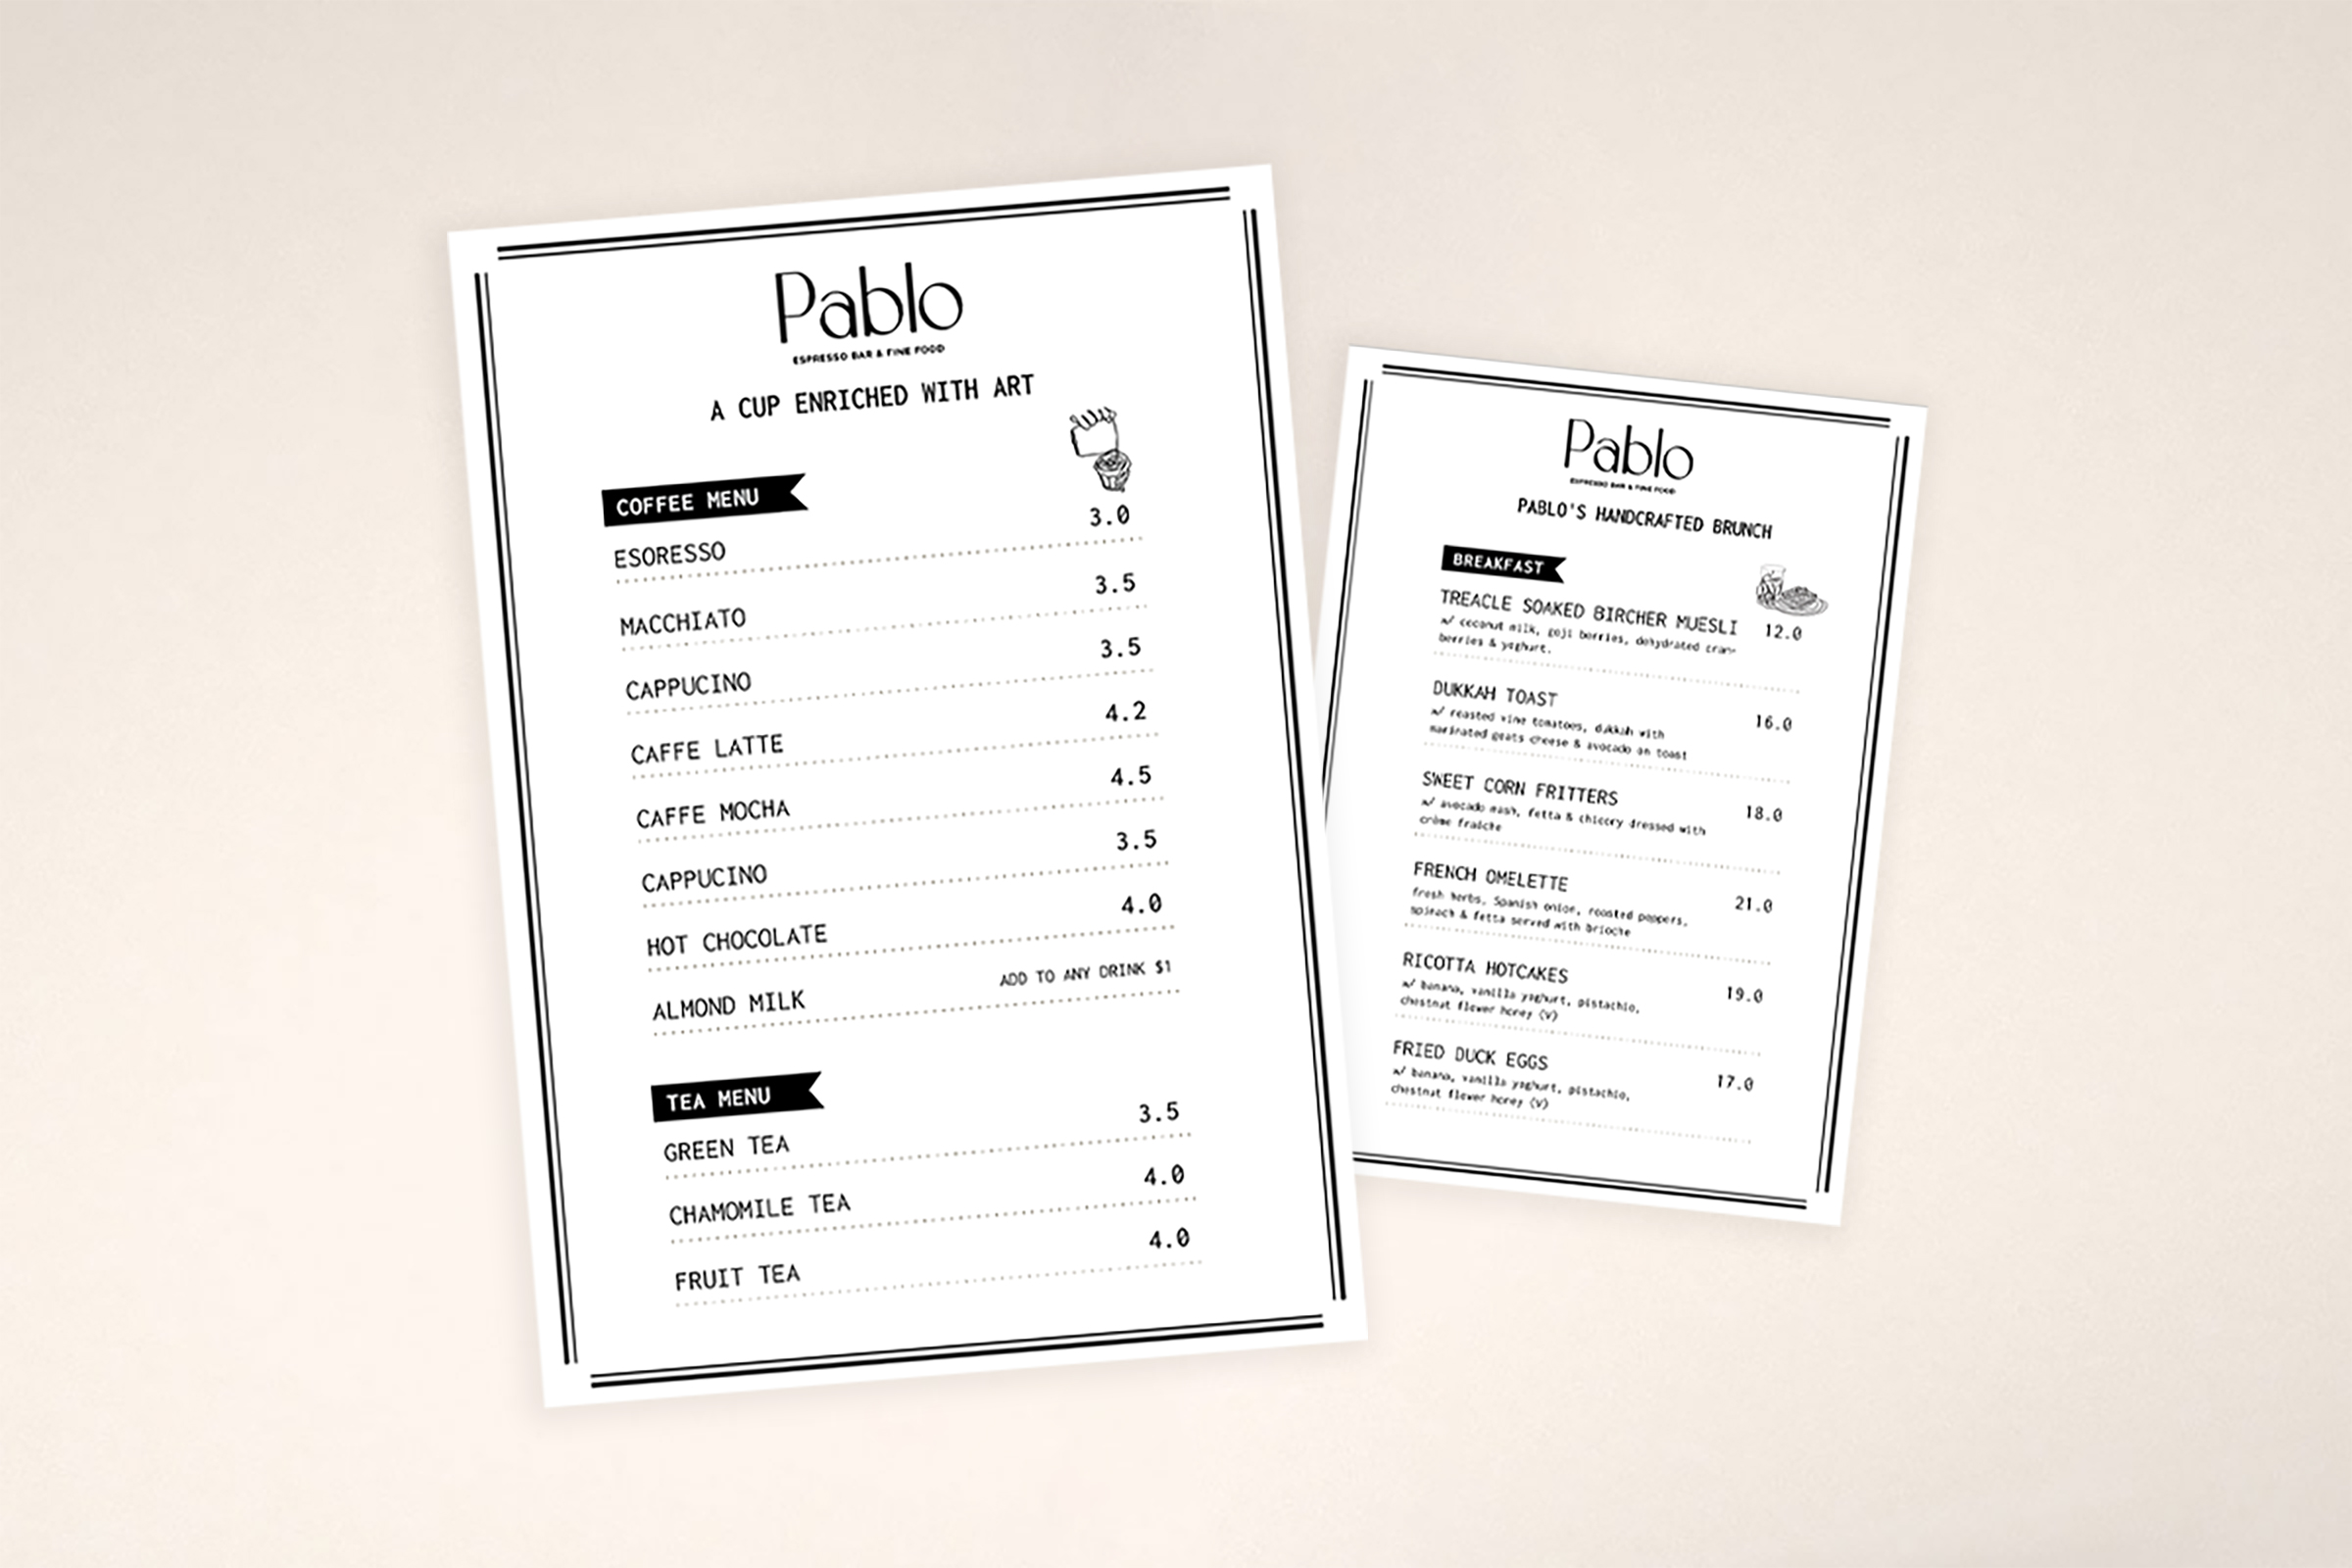 Pablo
ESPRESSO BAR & FINE FOOD
A CUP ENRICHED WITH ART
COFFEE MENU
ESORESSO 3.0
MACCHIATO 3.5
CAPPUCINO 3.5
CAFFE LATTE 4.2
CAFFE MOCHA 4.5
CAPPUCINO 3.5
HOT CHOCOLATE 4.0
ALMOND MILK ADD TO ANY DRINK $1
TEA MENU
GREEN TEA 3.5
CHAMOMILE TEA 4.0
FRUIT TEA 4.0
Pablo
ESPRESSO BAR & FINE FOOD
PABLO'S HANDCRAFTED BRUNCH
BREAKFAST
TREACLE SOAKED BIRCHER MUESLI 12.0
w/ coconut milk, goji berries, dehydrated cran-
berries & yoghurt.
DUKKAH TOAST 16.0
w/ roasted vine tomatoes, dukkah with
marinated goats cheese & avocado on toast
SWEET CORN FRITTERS 18.0
w/ avocado mash, fetta & chicory dressed with
crème fraîche
FRENCH OMELETTE 21.0
fresh herbs, Spanish onion, roasted peppers,
spinach & fetta served with brioche
RICOTTA HOTCAKES 19.0
w/ banana, vanilla yoghurt, pistachio,
chestnut flower honey (V)
FRIED DUCK EGGS 17.0
w/ banana, vanilla yoghurt, pistachio,
chestnut flower honey (V)